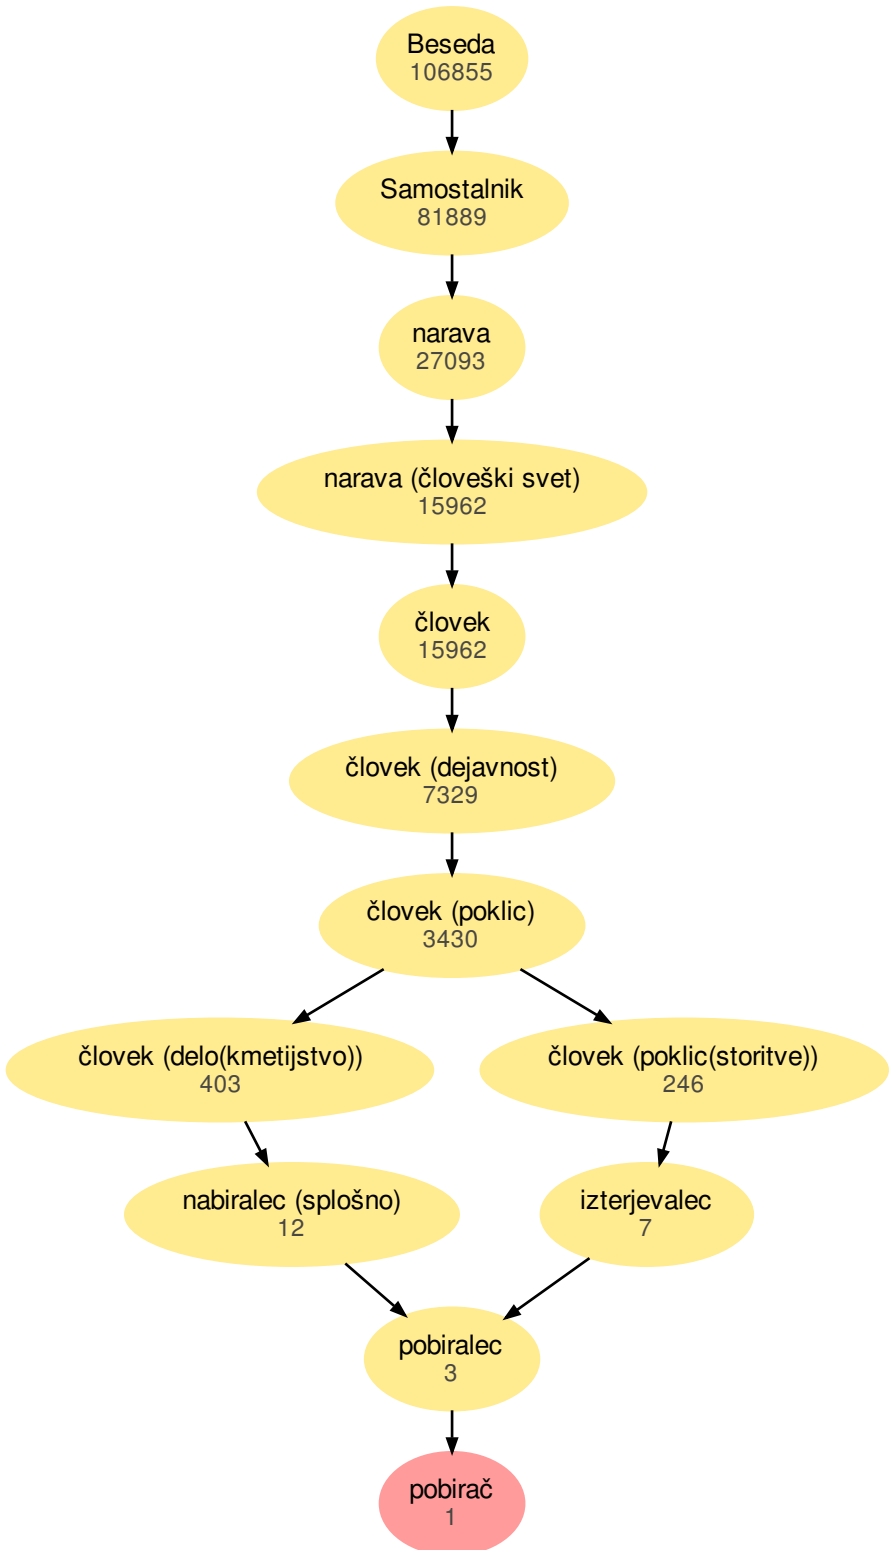 Beseda
106855
Samostalnik
81889
narava
27093
narava (človeški svet)
15962
človek
15962
človek (dejavnost)
7329
človek (poklic)
3430
človek (delo(kmetijstvo))
403
človek (poklic(storitve))
246
nabiralec (splošno)
12
izterjevalec
7
pobiralec
3
pobirač
1